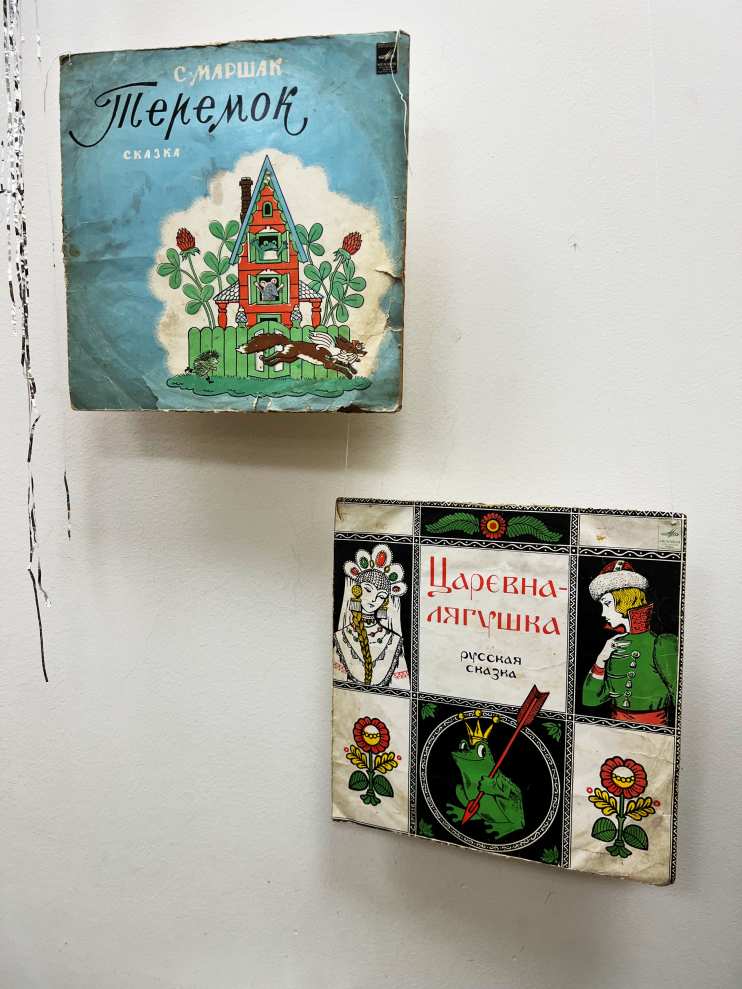 С. МАРШАК
Теремок
СКАЗКА
Царевна-
лягушка
русская
сказка